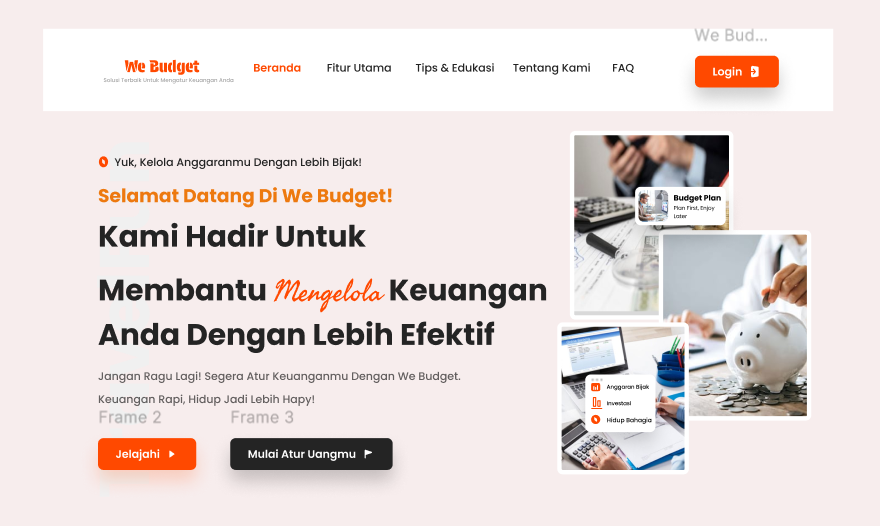 We Bud...
We Budget
Solusi Terbaik Untuk Mengatur Keuangan Anda.
Beranda
Fitur Utama
Tips & Edukasi
Tentang Kami
FAQ
Login
Yuk, Kelola Anggaranmu Dengan Lebih Bijak!
Selamat Datang Di We Budget!
Kami Hadir Untuk
Membantu Mengelola Keuangan
Anda Dengan Lebih Efektif
Jangan Ragu Lagi! Segera Atur Keuanganmu Dengan We Budget.
Keuangan Rapi, Hidup Jadi Lebih Hapy!
Frame 2
Frame 3
Jelajahi
Mulai Atur Uangmu
Budget Plan
Plan First, Enjoy
Later
Anggaran Bijak
Investasi
Hidup Bahagia